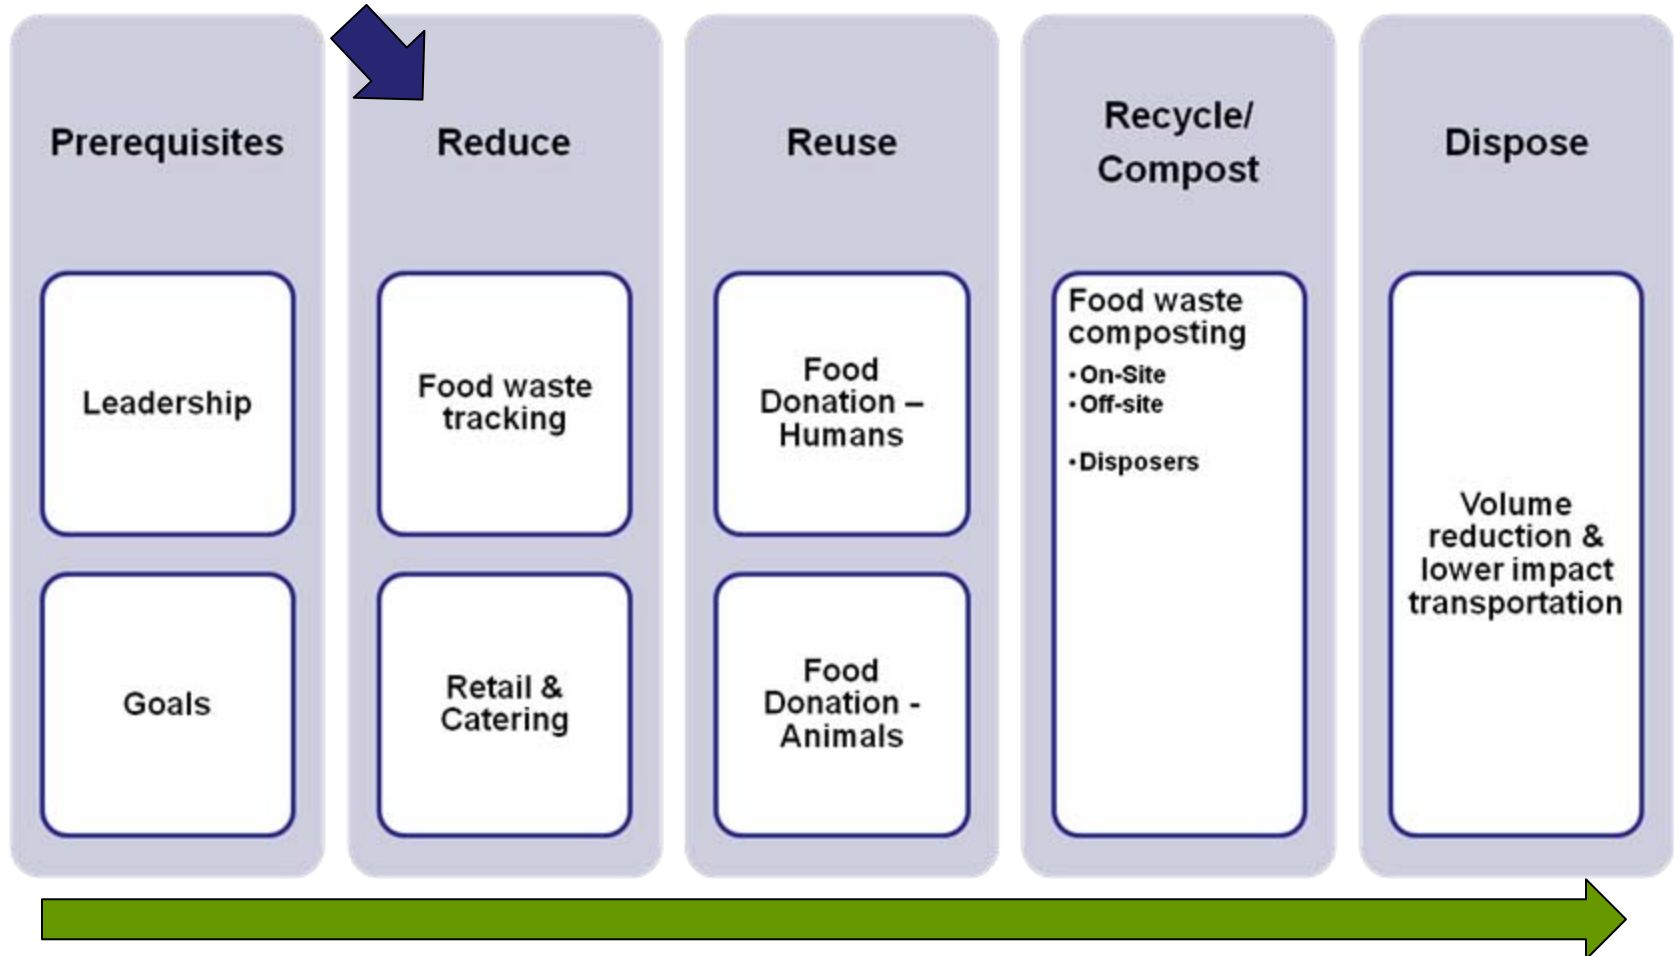 Prerequisites
Leadership
Goals
Reduce
Food waste
tracking
Retail &
Catering
Reuse
Food
Donation –
Humans
Food
Donation -
Animals
Recycle/
Compost
Food waste
composting
•On-Site
•Off-site
•Disposers
Dispose
Volume
reduction &
lower impact
transportation